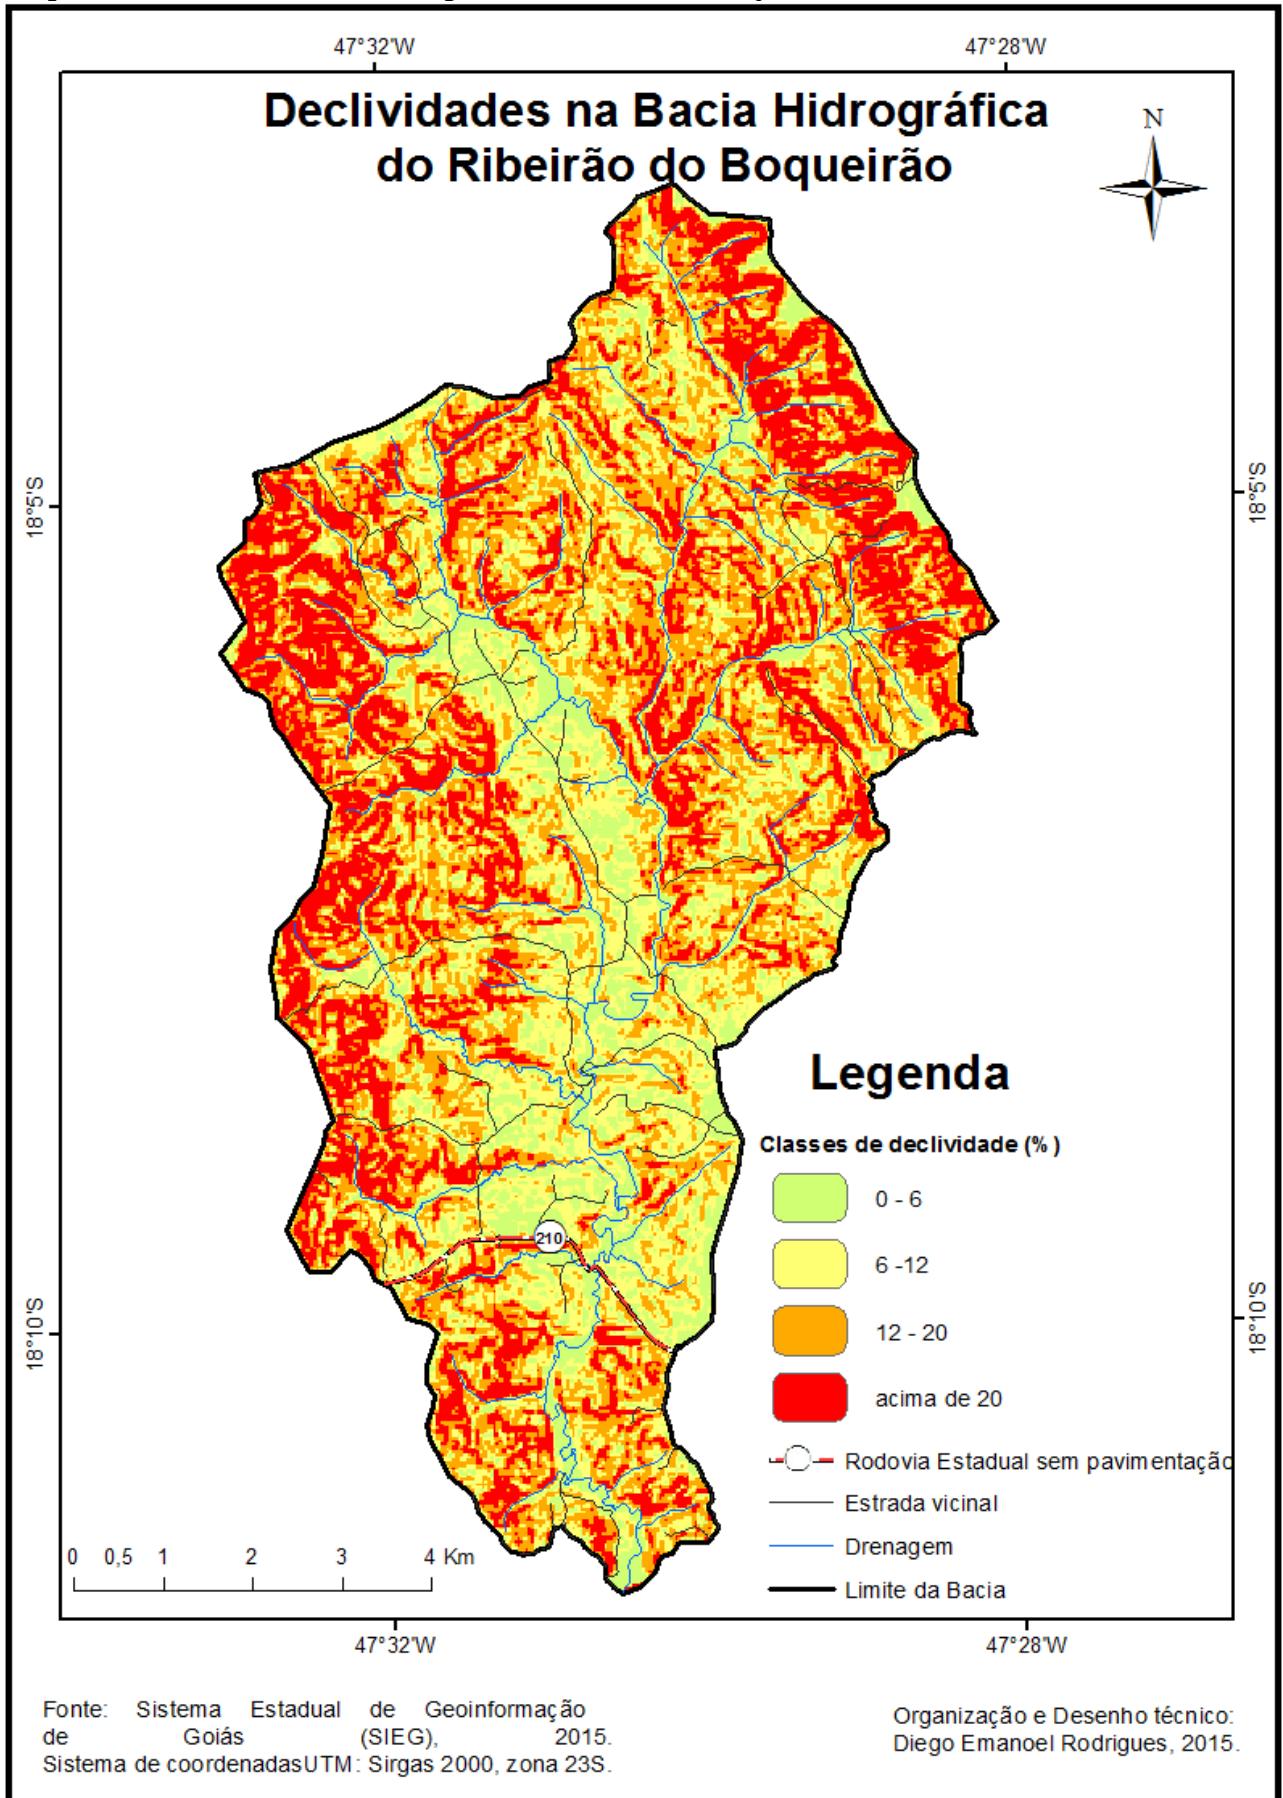 47°32'W 47°28'W
Declividades na Bacia Hidrográfica
do Ribeirão do Boqueirão
N
18°5'S 18°5'S
Legenda
Classes de declividade (%)
0 - 6
210
6 -12
18°10'S 18°10'S
12 - 20
acima de 20
Rodovia Estadual sem pavimentação
Estrada vicinal
Drenagem
0 0,5 1 2 3 4 Km
Limite da Bacia
47°32'W 47°28'W
Fonte: Sistema Estadual de Geoinformação
de Goiás (SIEG), 2015.
Sistema de coordenadasUTM: Sirgas 2000, zona 23S.
Organização e Desenho técnico:
Diego Emanoel Rodrigues, 2015.